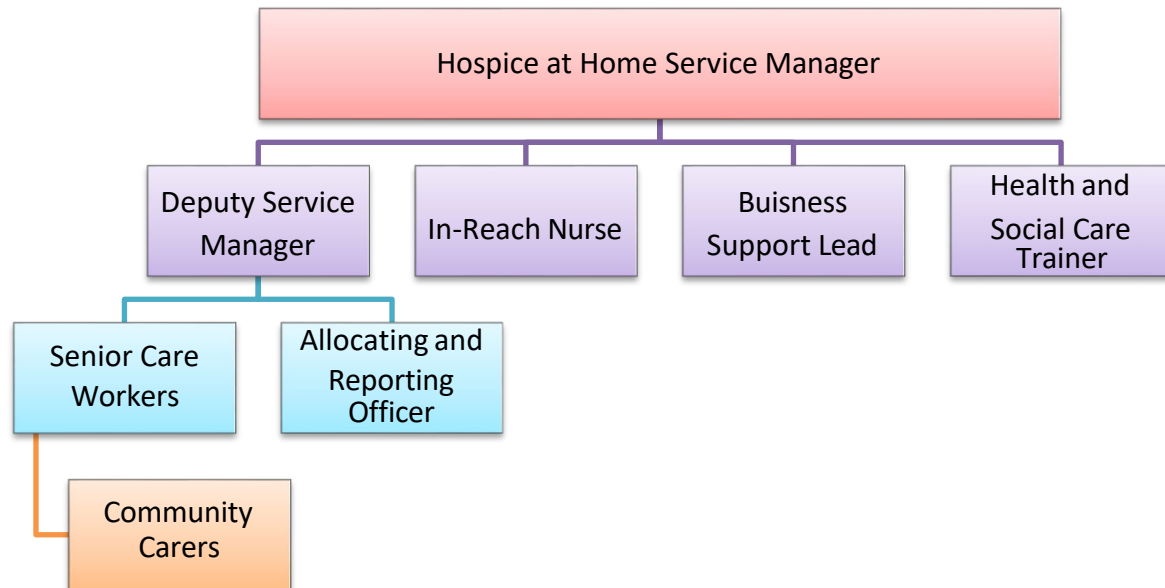 Hospice at Home Service Manager
Deputy Service
Manager
In-Reach Nurse
Buisness
Support Lead
Health and
Social Care
Trainer
Senior Care
Workers
Allocating and
Reporting
Officer
Community
Carers